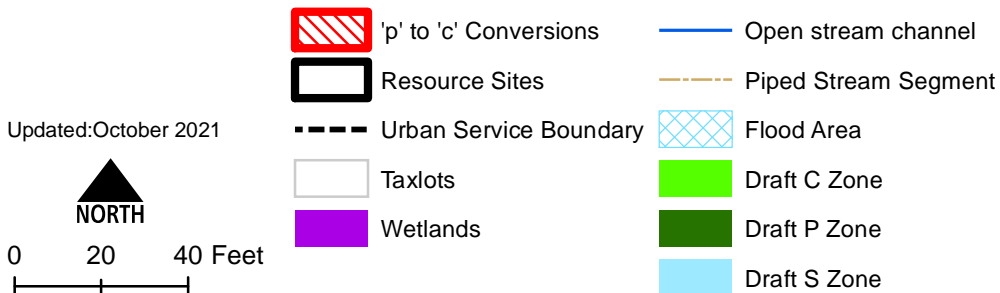 Updated:October 2021
NORTH
0 20 40 Feet
'p' to 'c' Conversions
Resource Sites
Urban Service Boundary
Taxlots
Wetlands
Open stream channel
Piped Stream Segment
Flood Area
Draft C Zone
Draft P Zone
Draft S Zone